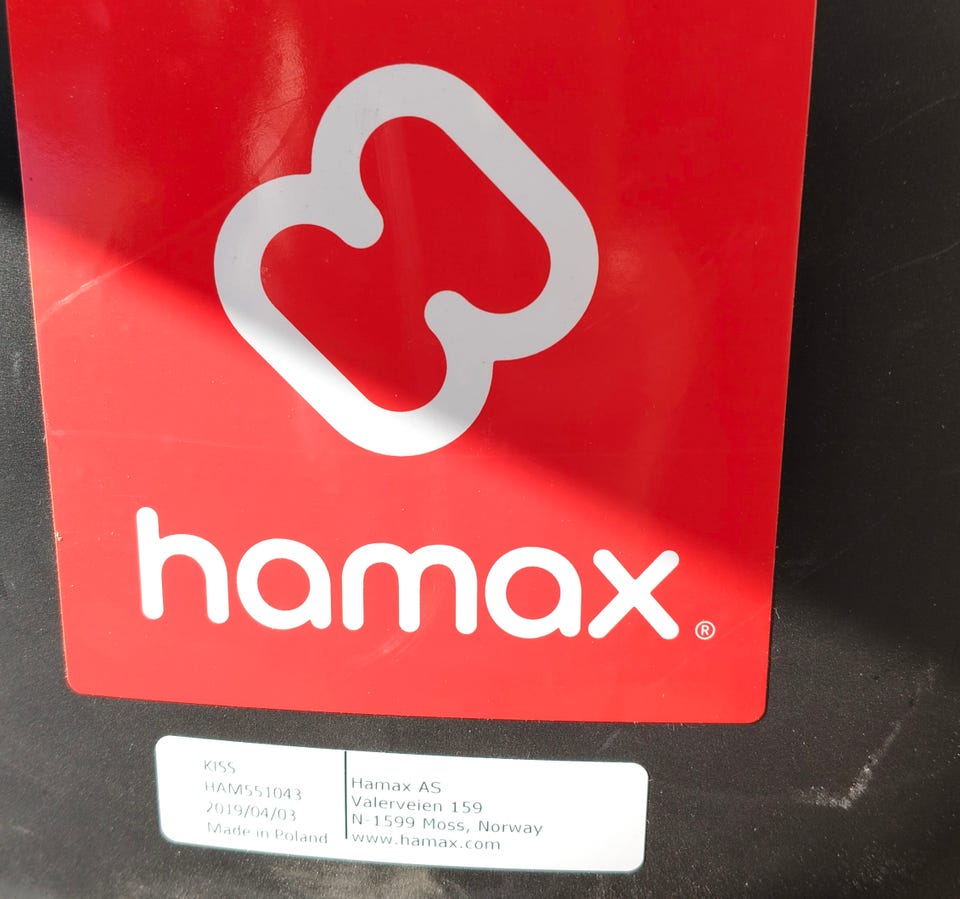 hamax®
KISS
HAM551043
2019/04/03
Made in Poland
Hamax AS
Valerveien 159
N-1599 Moss, Norway
www.hamax.com